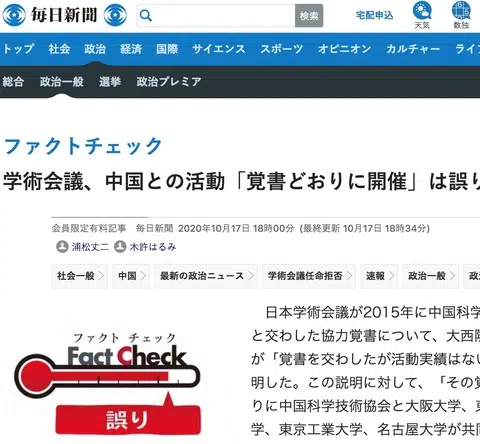 毎日新聞
検索
宅配申込
天気
数独
トップ 社会 政治 経済 国際 サイエンス スポーツ オピニオン カルチャー ライ
総合 政治一般 選挙 政治プレミア
ファクトチェック
学術会議、中国との活動「覚書どおりに開催」は誤り
会員限定有料記事 毎日新聞 2020年10月17日 18時00分 (最終更新 10月17日 18時34分)
浦松丈二 木許はるみ
社会一般 中国 最新の政治ニュース 学術会議任命拒否 速報 政治一般 政
日本学術会議が2015年に中国科学
と交わした協力覚書について、大西隆
が「覚書を交わしたが活動実績はない
明した。この説明に対して、「その覚
りに中国科学技術協会と大阪大学、東
学、東京工業大学、名古屋大学が共同
ファクト チェック
Fact Check
誤り